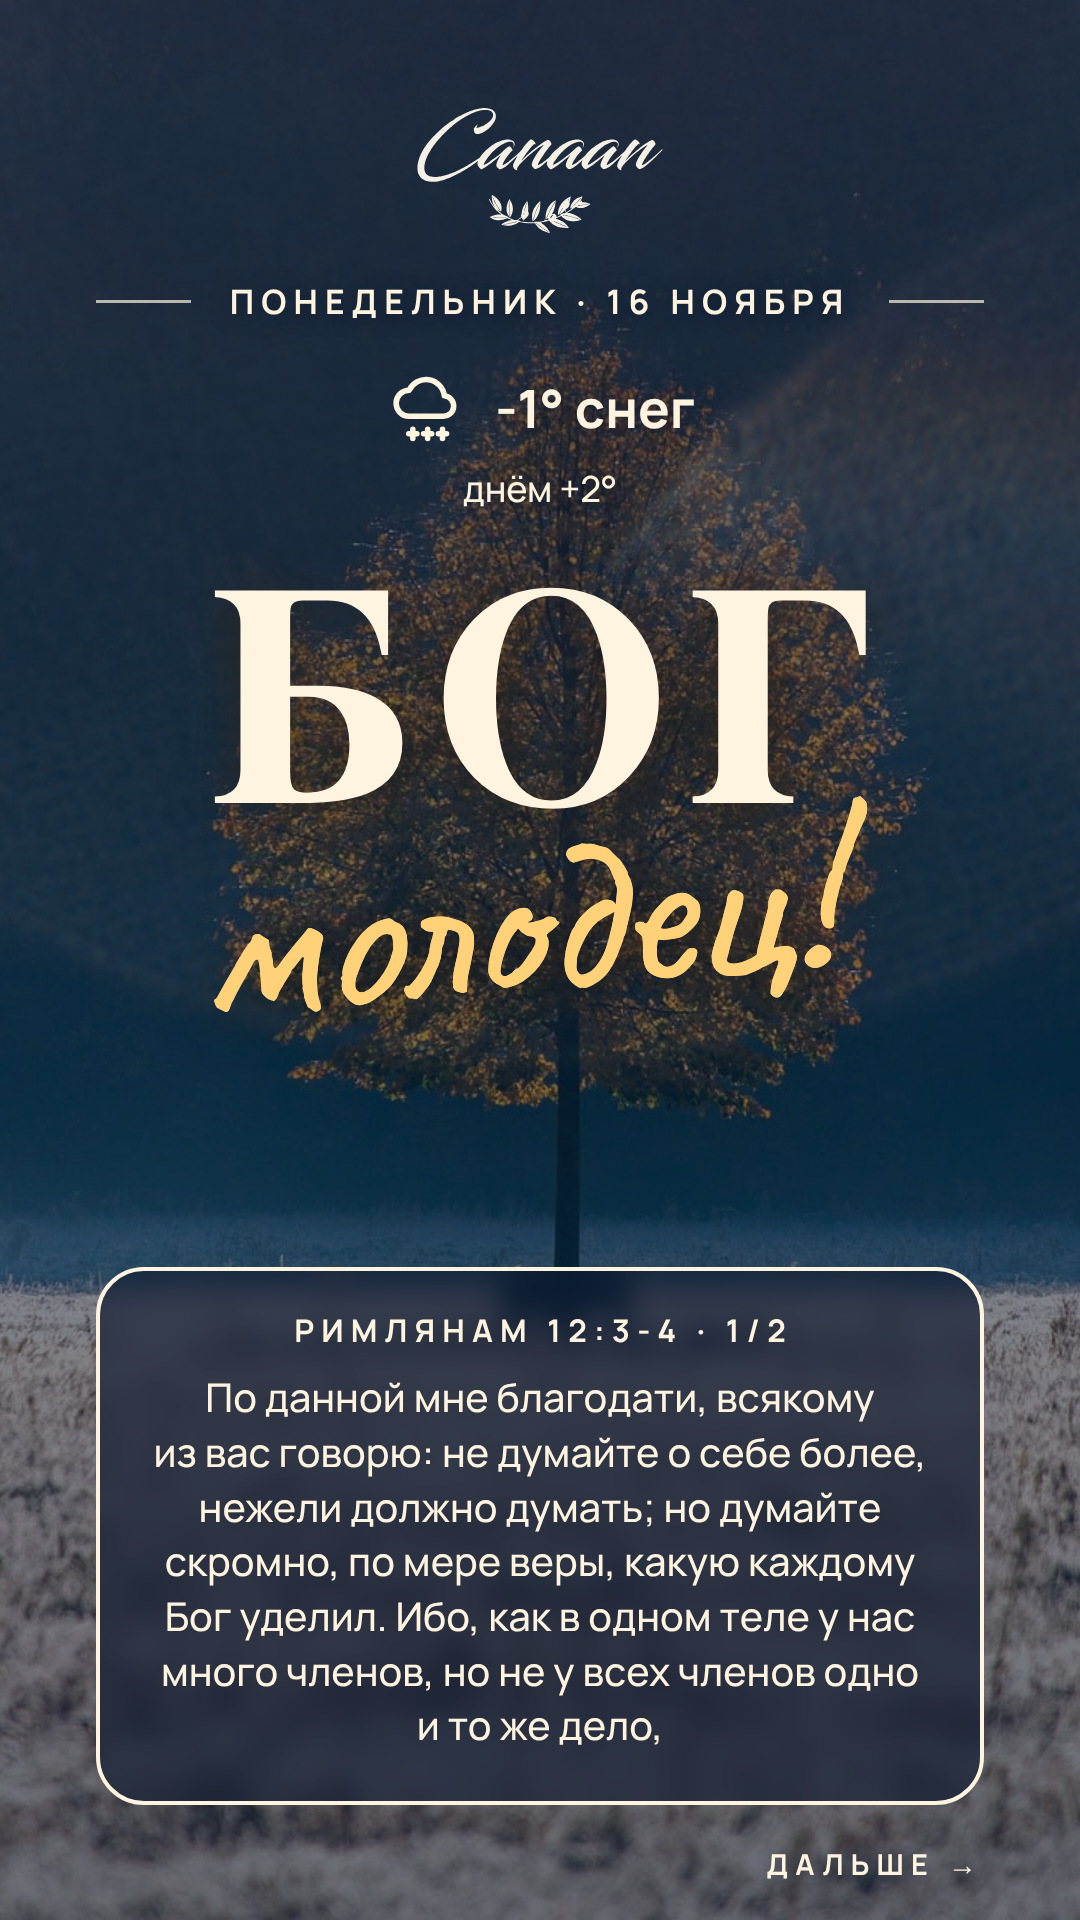 Canaan
ПОНЕДЕЛЬНИК · 16 НОЯБРЯ
-1° снег
днём +2°
БОГ
молодец!
РИМЛЯНАМ 12:3-4 · 1/2
По данной мне благодати, всякому
из вас говорю: не думайте о себе более,
нежели должно думать; но думайте
скромно, по мере веры, какую каждому
Бог уделил. Ибо, как в одном теле у нас
много членов, но не у всех членов одно
и то же дело,
ДАЛЬШЕ →